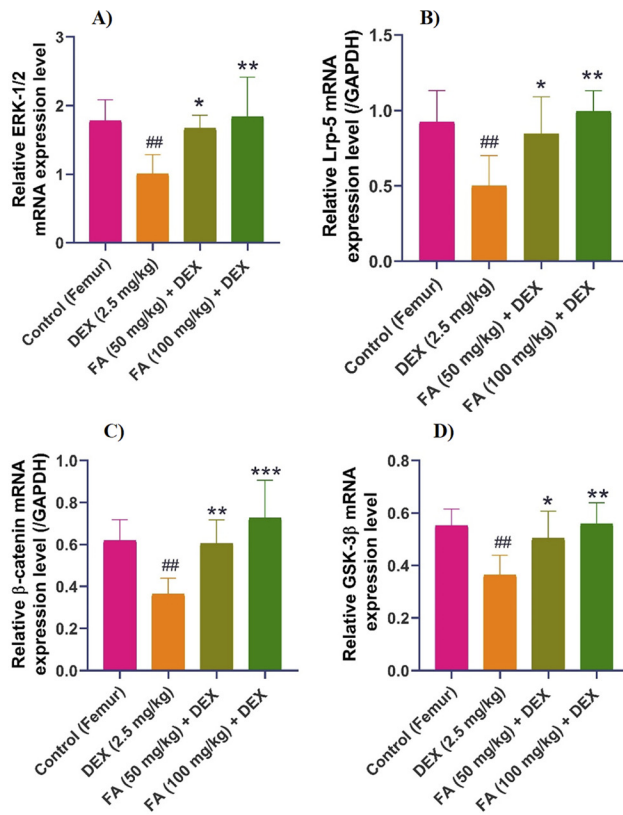 A)
Relative ERK-1/2
mRNA expression level
3
2
1
0
##
*
**
Control (Femur)
DEX (2.5 mg/kg)
FA (50 mg/kg) + DEX
FA (100 mg/kg) + DEX
B)
Relative Lrp-5 mRNA
expression level (/GAPDH)
1.5
1.0
0.5
0.0
##
*
**
Control (Femur)
DEX (2.5 mg/kg)
FA (50 mg/kg) + DEX
FA (100 mg/kg) + DEX
C)
Relative β-catenin mRNA
expression level (/GAPDH)
1.0
0.8
0.6
0.4
0.2
0.0
##
**
***
Control (Femur)
DEX (2.5 mg/kg)
FA (50 mg/kg) + DEX
FA (100 mg/kg) + DEX
D)
Relative GSK-3β mRNA
expression level
0.8
0.6
0.4
0.2
0.0
##
*
**
Control (Femur)
DEX (2.5 mg/kg)
FA (50 mg/kg) + DEX
FA (100 mg/kg) + DEX